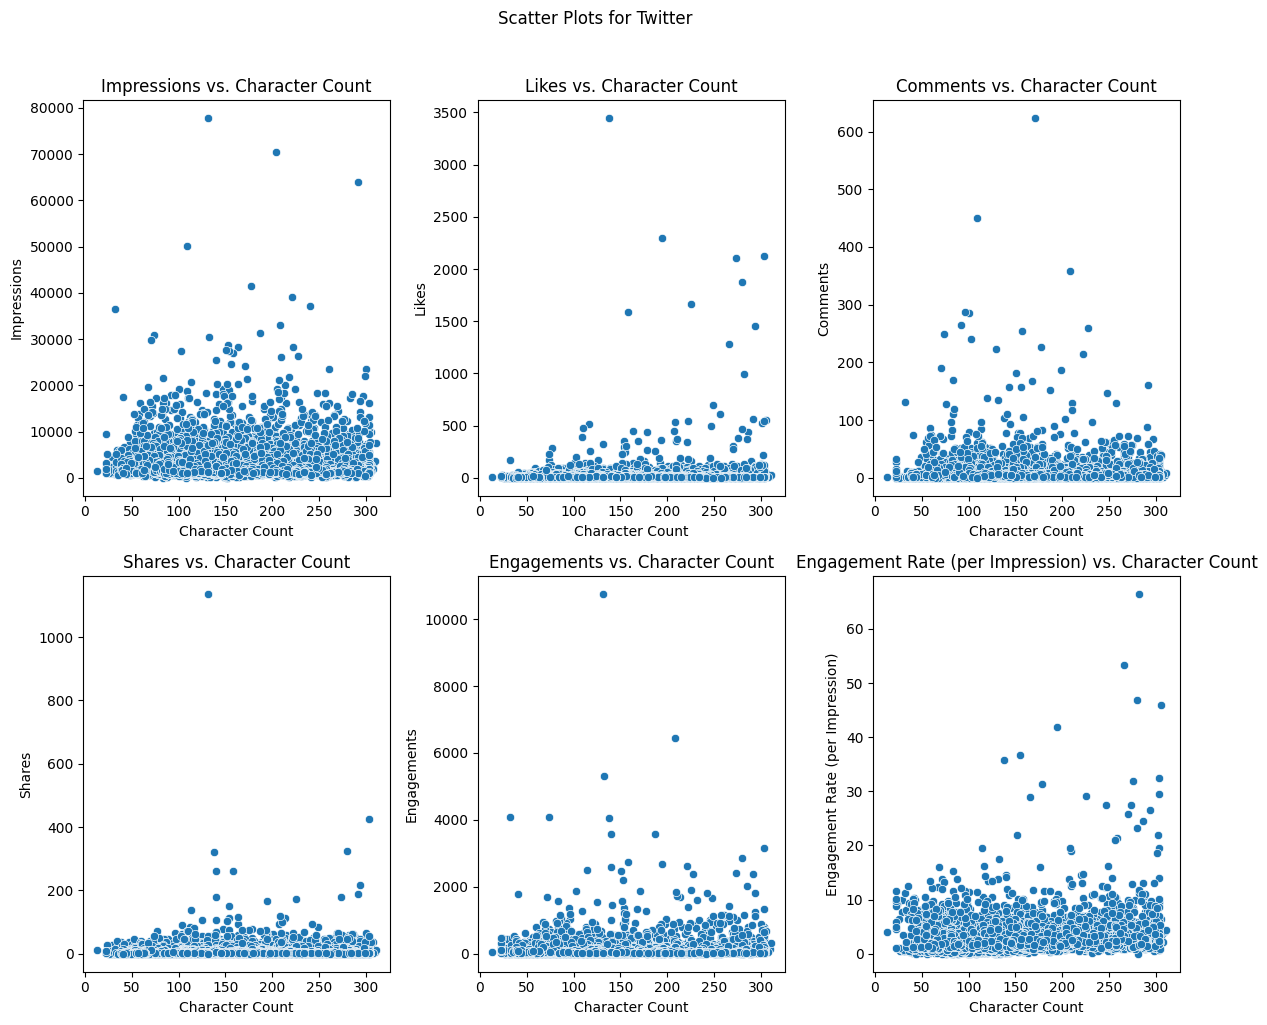 Scatter Plots for Twitter
Impressions vs. Character Count
80000
70000
60000
50000
40000
30000
20000
10000
0
Impressions
0 50 100 150 200 250 300
Character Count
Likes vs. Character Count
3500
3000
2500
2000
1500
1000
500
0
Likes
0 50 100 150 200 250 300
Character Count
Comments vs. Character Count
600
500
400
300
200
100
0
Comments
0 50 100 150 200 250 300
Character Count
Shares vs. Character Count
1000
800
600
400
200
0
Shares
0 50 100 150 200 250 300
Character Count
Engagements vs. Character Count
10000
8000
6000
4000
2000
0
Engagements
0 50 100 150 200 250 300
Character Count
Engagement Rate (per Impression) vs. Character Count
60
50
40
30
20
10
0
Engagement Rate (per Impression)
0 50 100 150 200 250 300
Character Count